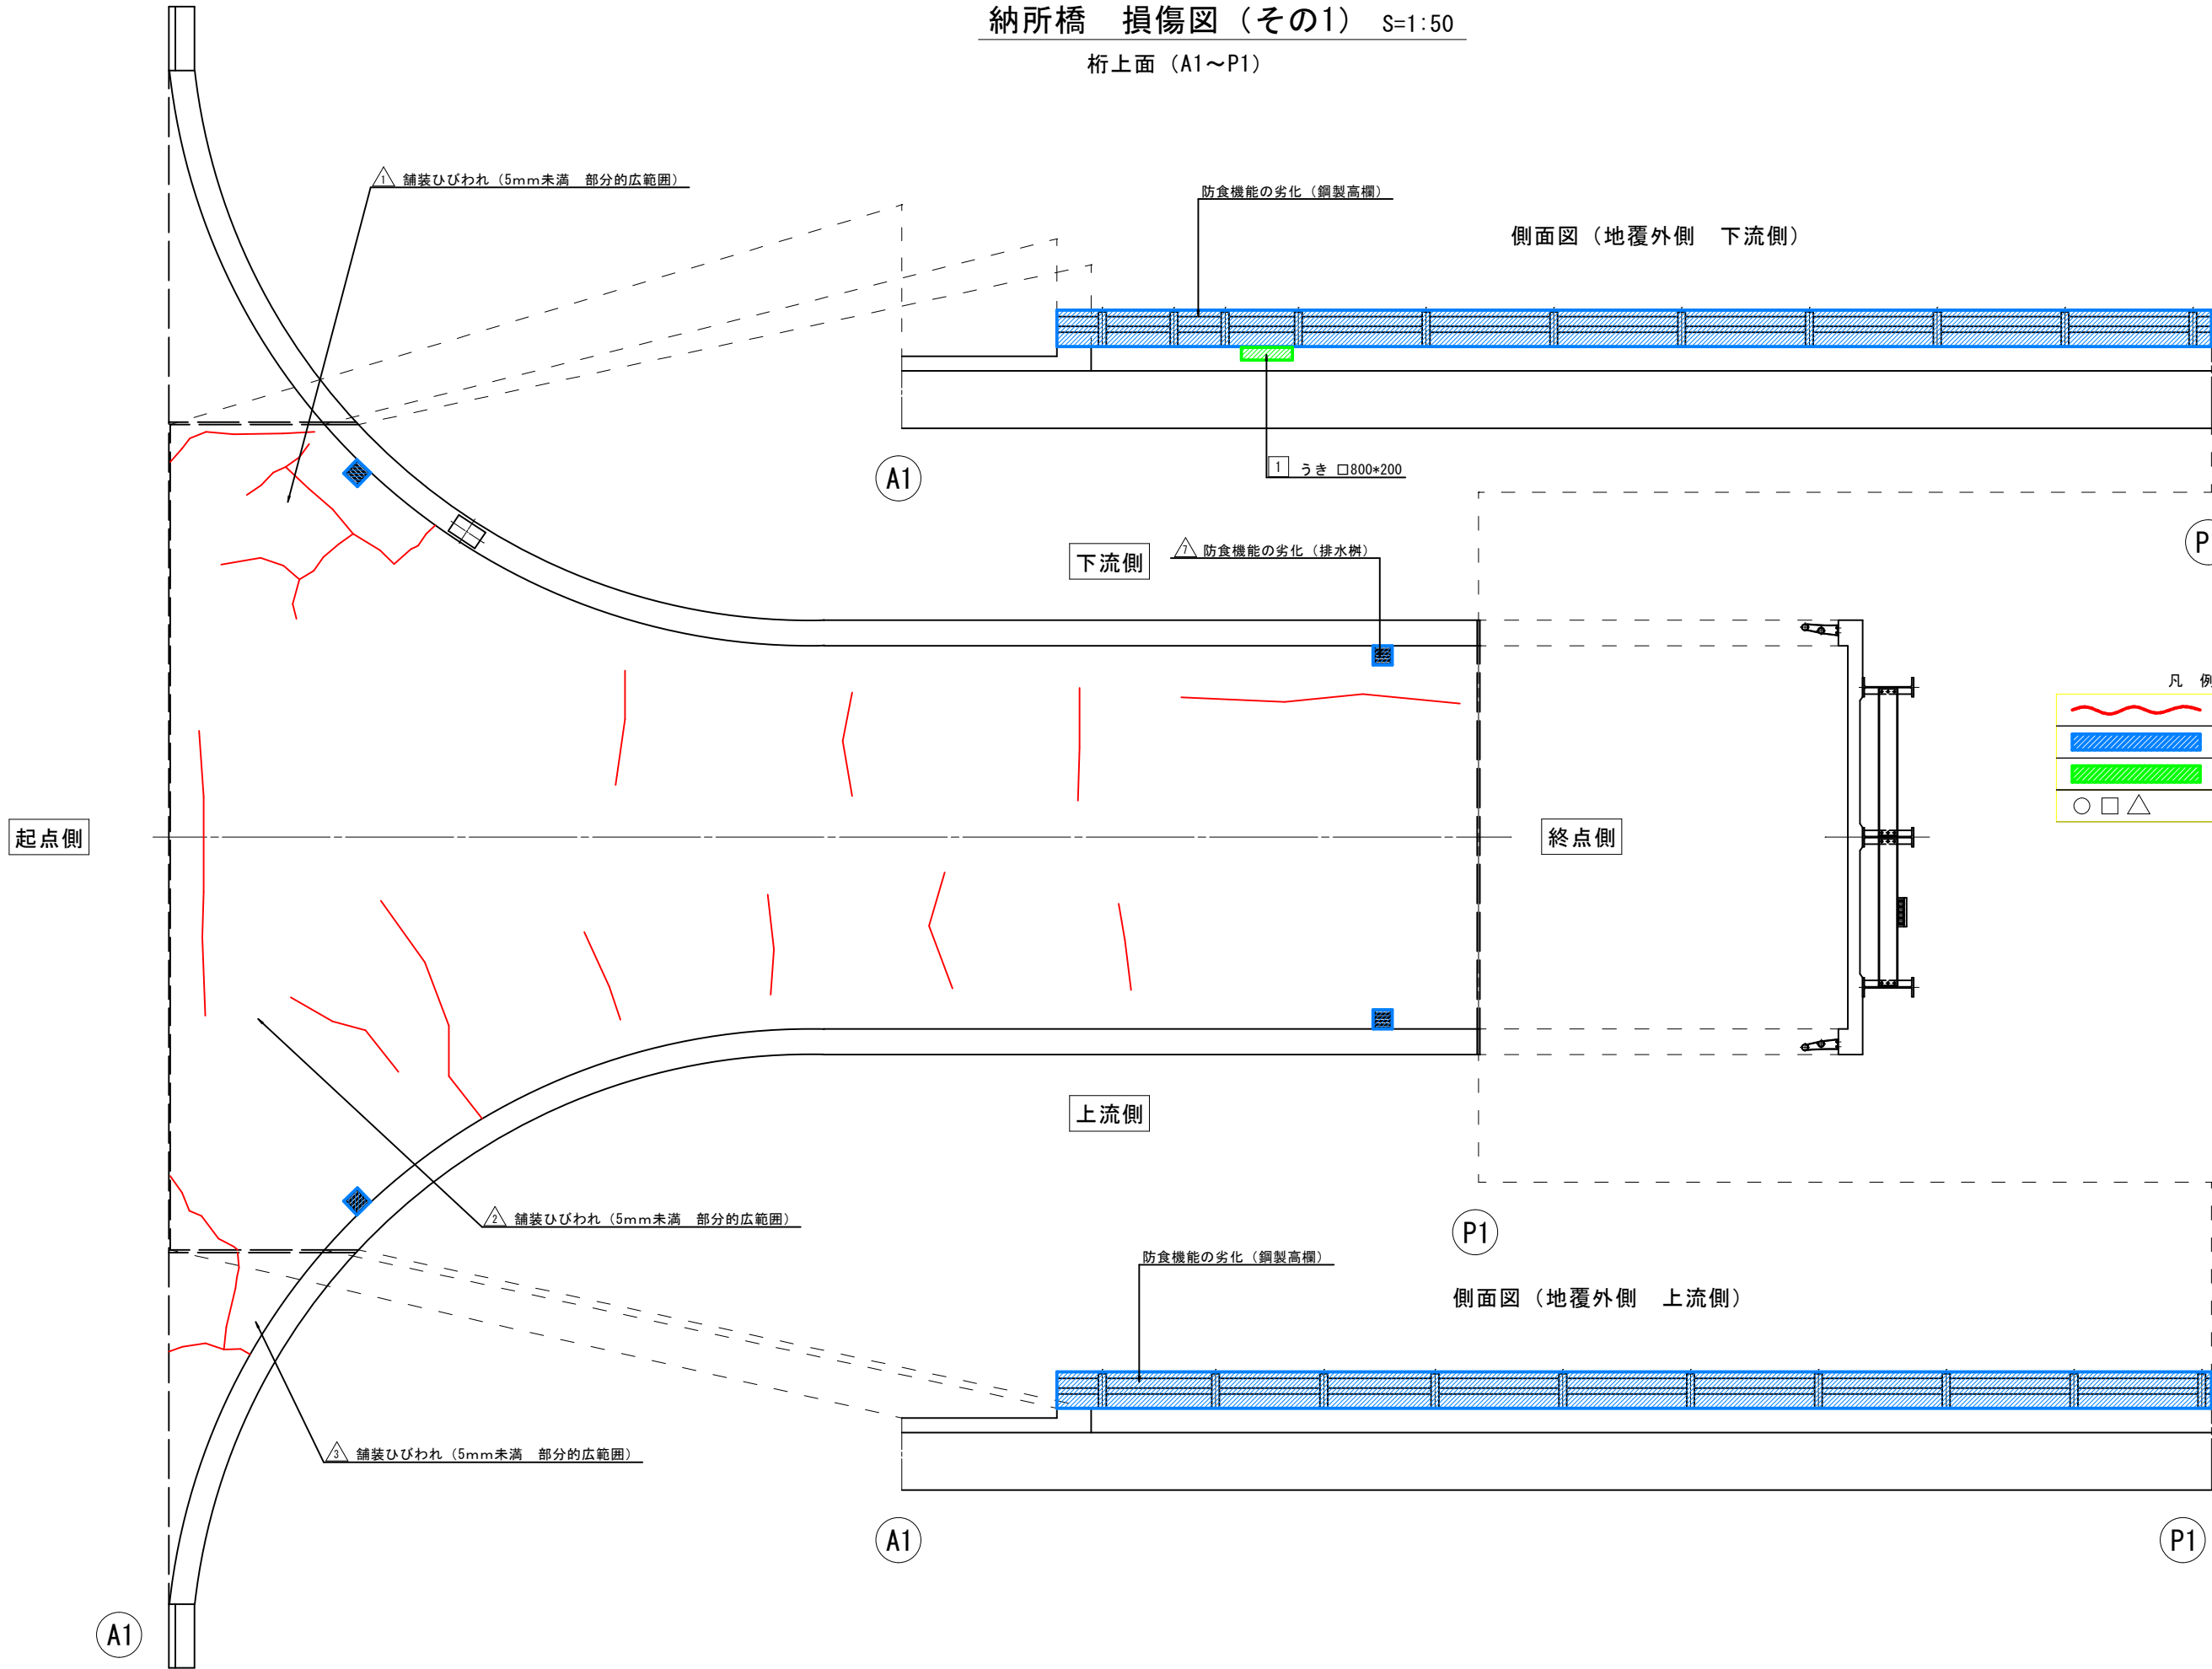 納所橋　損傷図（その1）　S=1:50
桁上面（A1～P1）
1 舗装ひびわれ（5mm未満　部分的広範囲）
防食機能の劣化（鋼製高欄）
側面図（地覆外側　下流側）
A1
1 うき □800*200
P
下流側
7 防食機能の劣化（排水桝）
凡　例
起点側
終点側
上流側
2 舗装ひびわれ（5mm未満　部分的広範囲）
P1
防食機能の劣化（鋼製高欄）
側面図（地覆外側　上流側）
3 舗装ひびわれ（5mm未満　部分的広範囲）
A1
P1
A1